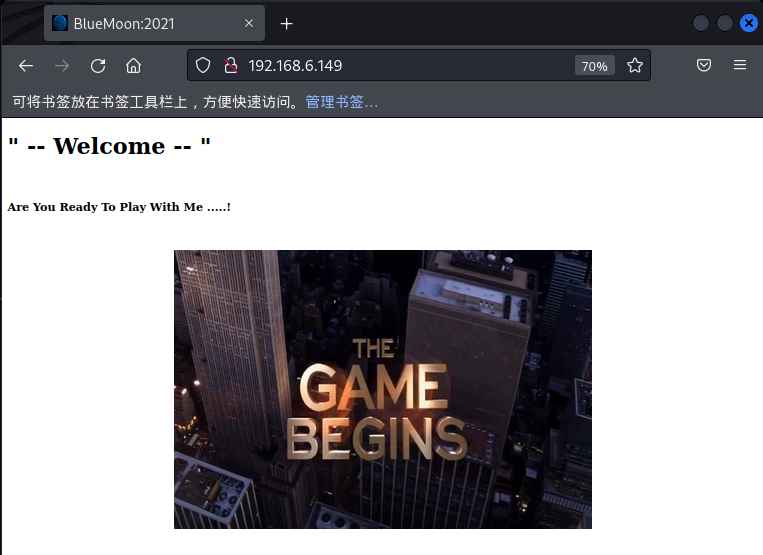 BlueMoon:2021
192.168.6.149
70%
可将书签放在书签工具栏上，方便快速访问。管理书签…
" -- Welcome -- "
Are You Ready To Play With Me .....!
THE
GAME
BEGINS